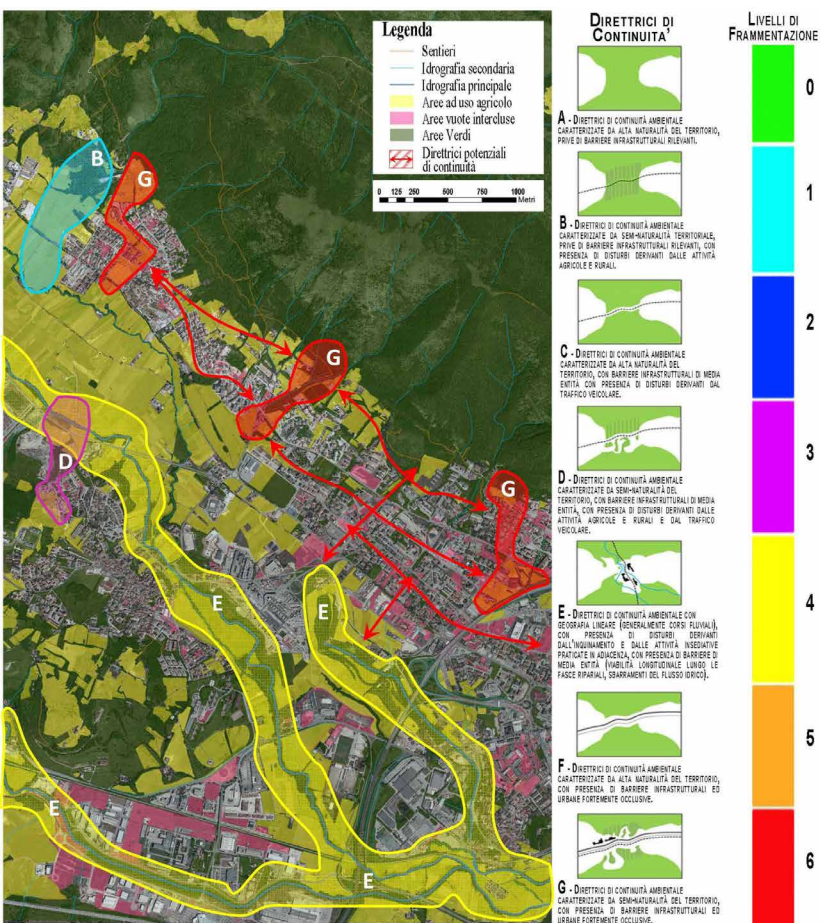 Legenda
Sentieri
Idrografia secondaria
Idrografia principale
Aree ad uso agricolo
Aree vuote intercluse
Aree Verdi
Direttrici potenziali
di continuità
0 125 250 500 750 1000
Metri
B
G
G
D
G
E
E
E
E
DIRETTRICI DI
CONTINUITA'
A - DIRETTRICI DI CONTINUITÀ AMBIENTALE
CARATTERIZZATE DA ALTA NATURALITÀ DEL TERRITORIO,
PRIVE DI BARRIERE INFRASTRUTTURALI RILEVANTI.
B - DIRETTRICI DI CONTINUITÀ AMBIENTALE
CARATTERIZZATE DA SEMI-NATURALITÀ TERRITORIALE,
PRIVE DI BARRIERE INFRASTRUTTURALI RILEVANTI, CON
PRESENZA DI DISTURBI DERIVANTI DALLE ATTIVITÀ
AGRICOLE E RURALI.
C - DIRETTRICI DI CONTINUITÀ AMBIENTALE
CARATTERIZZATE DA ALTA NATURALITÀ DEL
TERRITORIO, CON BARRIERE INFRASTRUTTURALI DI MEDIA
ENTITÀ CON PRESENZA DI DISTURBI DERIVANTI DAL
TRAFFICO VEICOLARE.
D - DIRETTRICI DI CONTINUITÀ AMBIENTALE
CARATTERIZZATE DA SEMI-NATURALITÀ DEL
TERRITORIO, CON BARRIERE INFRASTRUTTURALI DI MEDIA
ENTITÀ, CON PRESENZA DI DISTURBI DERIVANTI DALLE
ATTIVITÀ AGRICOLE E RURALI E DAL TRAFFICO
VEICOLARE.
E - DIRETTRICI DI CONTINUITÀ AMBIENTALE CON
GEOGRAFIA LINEARE (GENERALMENTE CORSI FLUVIALI),
CON PRESENZA DI DISTURBI DERIVANTI
DALL'INQUINAMENTO E DALLE ATTIVITÀ INSEDIATIVE
PRATICATE IN ADIACENZA, CON PRESENZA DI BARRIERE DI
MEDIA ENTITÀ (VIABILITÀ LONGITUDINALE LUNGO LE
FASCE RIPARIALI, SBARRAMENTI DEL FLUSSO IDRICO).
F - DIRETTRICI DI CONTINUITÀ AMBIENTALE
CARATTERIZZATE DA ALTA NATURALITÀ DEL TERRITORIO,
CON PRESENZA DI BARRIERE INFRASTRUTTURALI ED
URBANE FORTEMENTE OCCLUSIVE.
G - DIRETTRICI DI CONTINUITÀ AMBIENTALE
CARATTERIZZATE DA SEMI-NATURALITÀ DEL TERRITORIO,
CON PRESENZA DI BARRIERE INFRASTRUTTURALI ED
URBANE FORTEMENTE OCCLUSIVE.
LIVELLI DI
FRAMMENTAZIONE
0
1
2
3
4
5
6